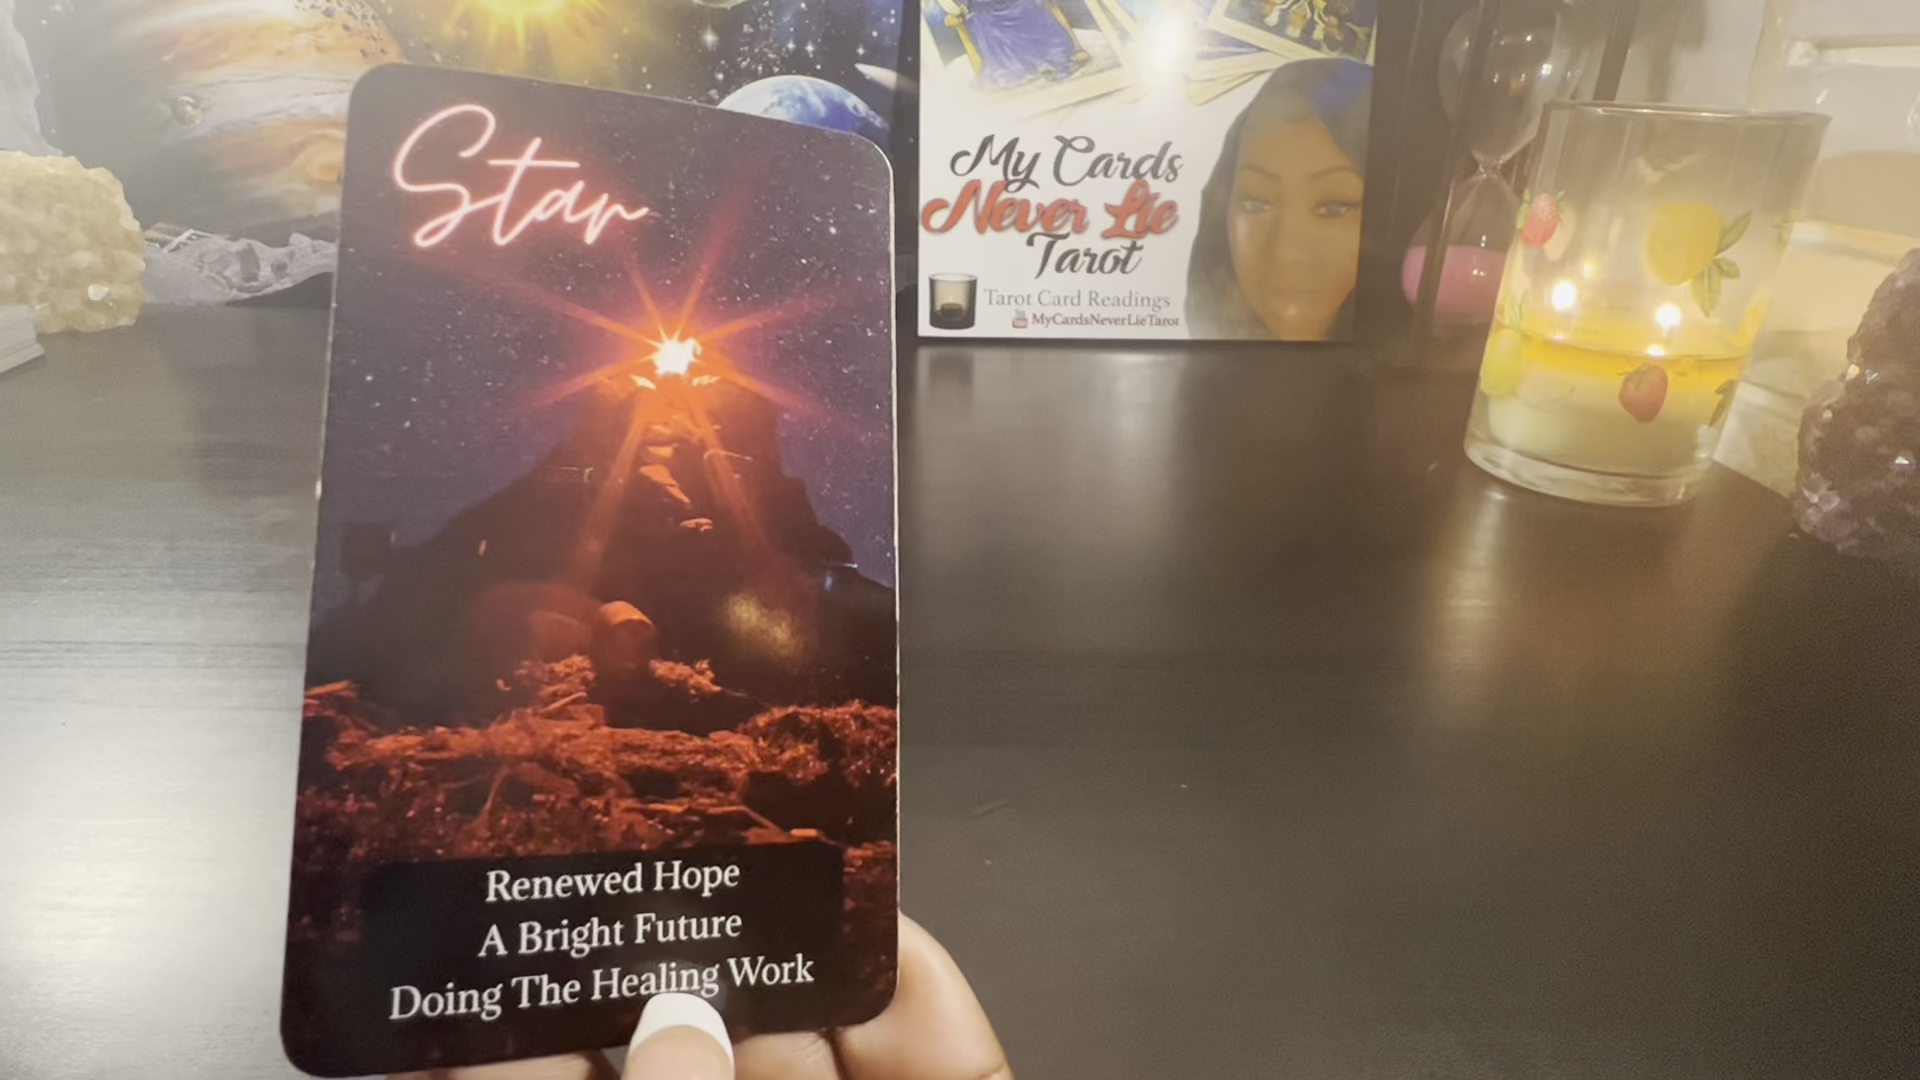 Star
Renewed Hope
A Bright Future
Doing The Healing Work
My Cards
Never Lie
Tarot
Tarot Card Readings
MyCardsNeverLieTarot